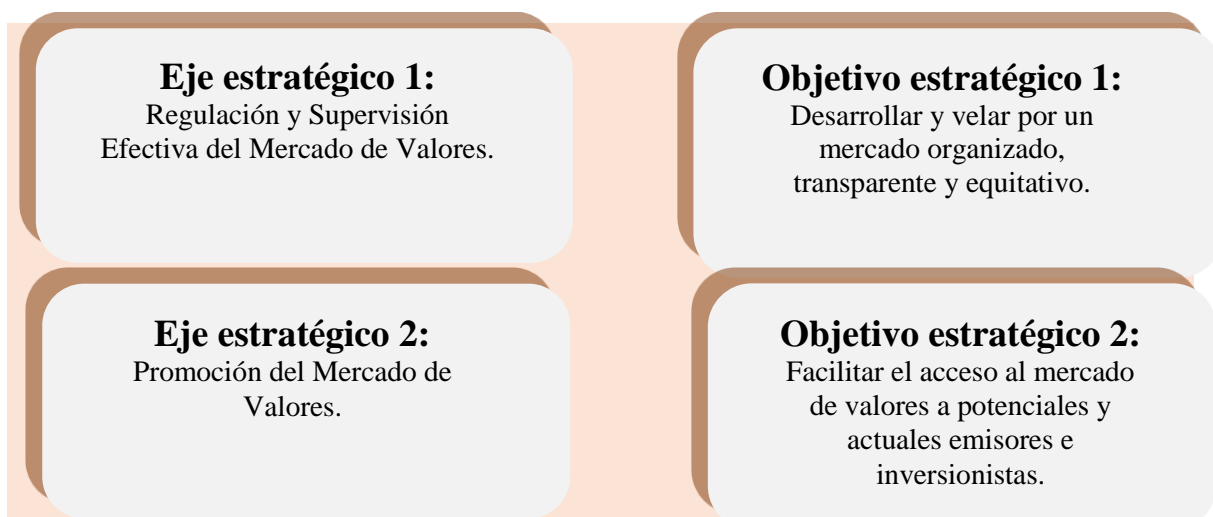 Eje estratégico 1:
Regulación y Supervisión
Efectiva del Mercado de Valores.
Objetivo estratégico 1:
Desarrollar y velar por un
mercado organizado,
transparente y equitativo.
Eje estratégico 2:
Promoción del Mercado de
Valores.
Objetivo estratégico 2:
Facilitar el acceso al mercado
de valores a potenciales y
actuales emisores e
inversionistas.